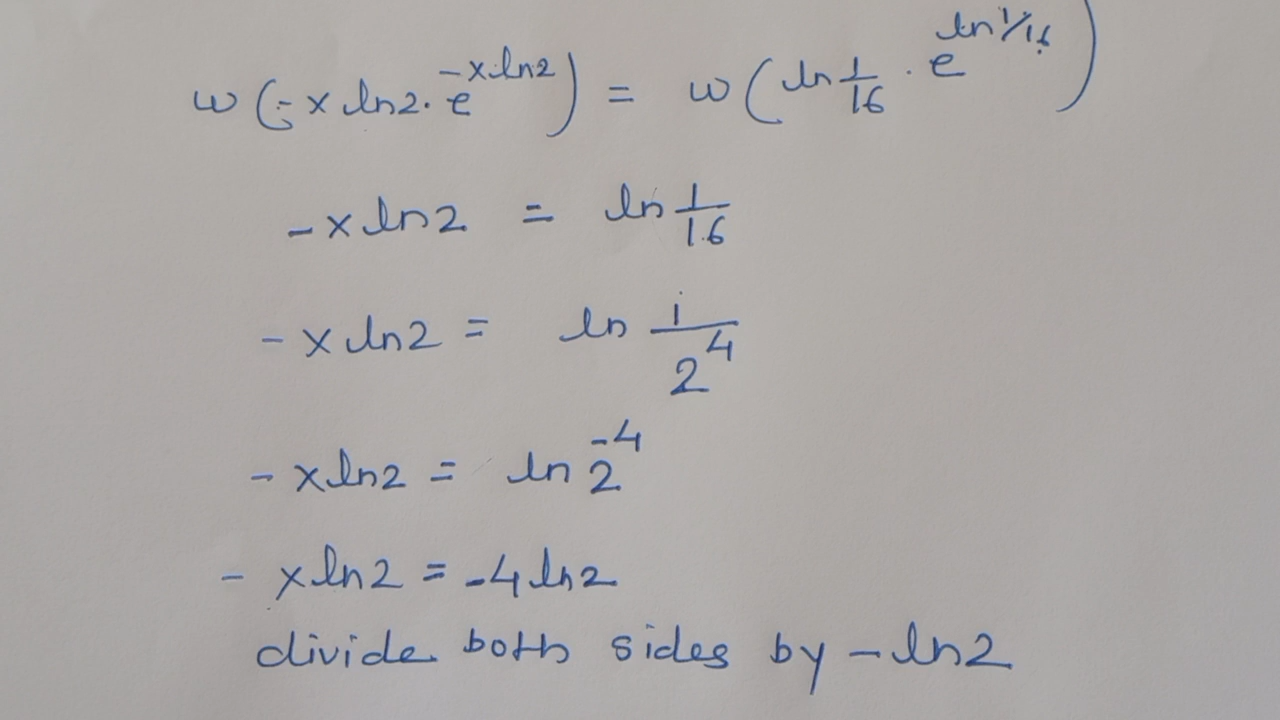 w(-x ln2·e^{-x·ln2}) = w(ln 1/16 · e^{ln 1/16})
-x ln2 = ln 1/16
-x ln2 = ln 1/2^4
-x ln2 = ln 2^{-4}
-x ln2 = -4 ln2
divide both sides by -ln2